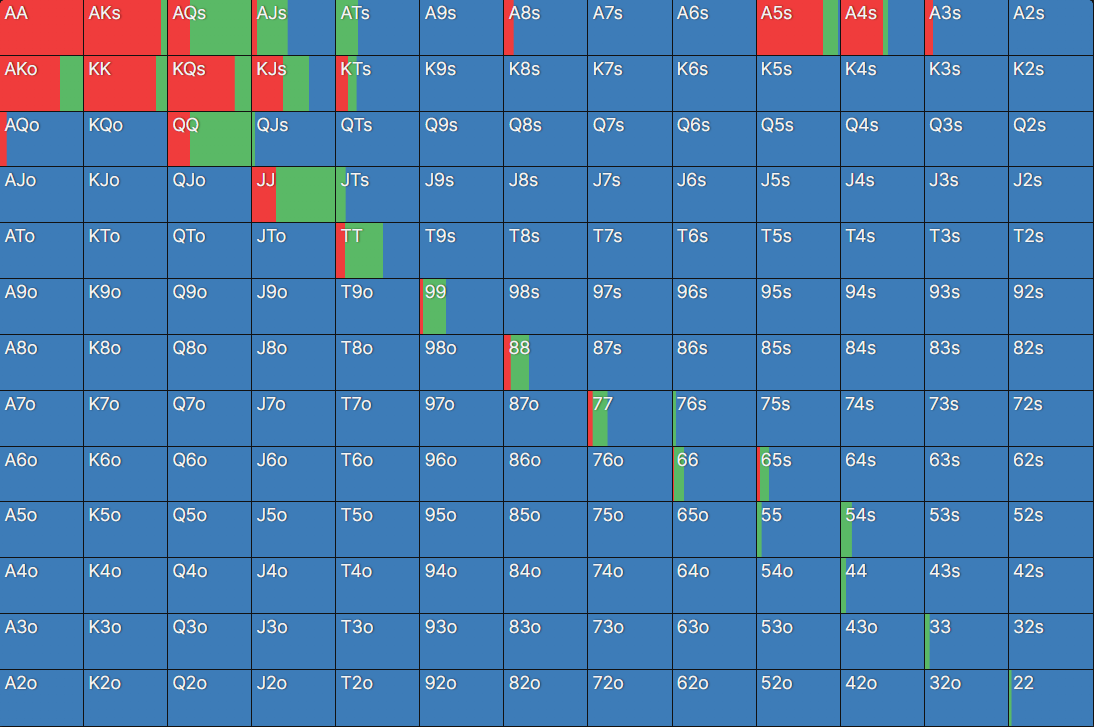 AA AKs AQs AJs ATs A9s A8s A7s A6s A5s A4s A3s A2s
AKo KK KQs KJs KTs K9s K8s K7s K6s K5s K4s K3s K2s
AQo KQo QQ QJs QTs Q9s Q8s Q7s Q6s Q5s Q4s Q3s Q2s
AJo KJo QJo JJ JTs J9s J8s J7s J6s J5s J4s J3s J2s
ATo KTo QTo JTo TT T9s T8s T7s T6s T5s T4s T3s T2s
A9o K9o Q9o J9o T9o 99 98s 97s 96s 95s 94s 93s 92s
A8o K8o Q8o J8o T8o 98o 88 87s 86s 85s 84s 83s 82s
A7o K7o Q7o J7o T7o 97o 87o 77 76s 75s 74s 73s 72s
A6o K6o Q6o J6o T6o 96o 86o 76o 66 65s 64s 63s 62s
A5o K5o Q5o J5o T5o 95o 85o 75o 65o 55 54s 53s 52s
A4o K4o Q4o J4o T4o 94o 84o 74o 64o 54o 44 43s 42s
A3o K3o Q3o J3o T3o 93o 83o 73o 63o 53o 43o 33 32s
A2o K2o Q2o J2o T2o 92o 82o 72o 62o 52o 42o 32o 22